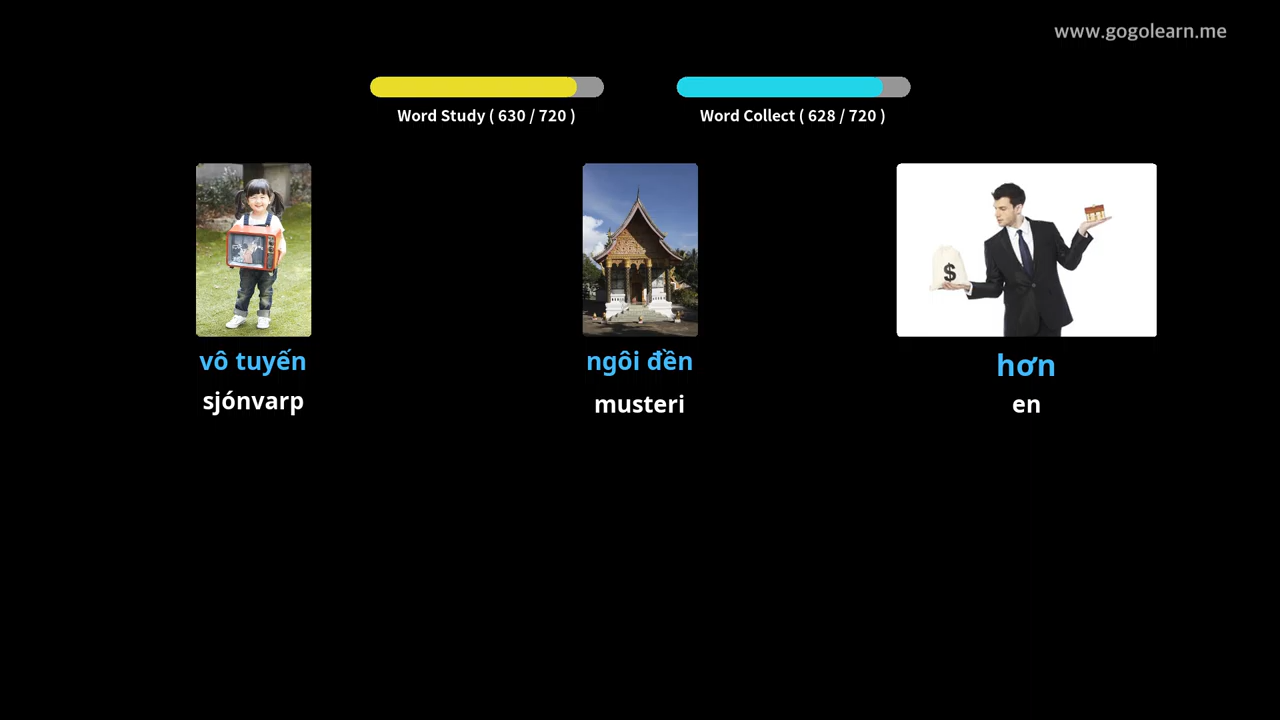 www.gogolearn.me
Word Study ( 630 / 720 )
Word Collect ( 628 / 720 )
$
vô tuyến
ngôi đền
hơn
sjónvarp
musteri
en